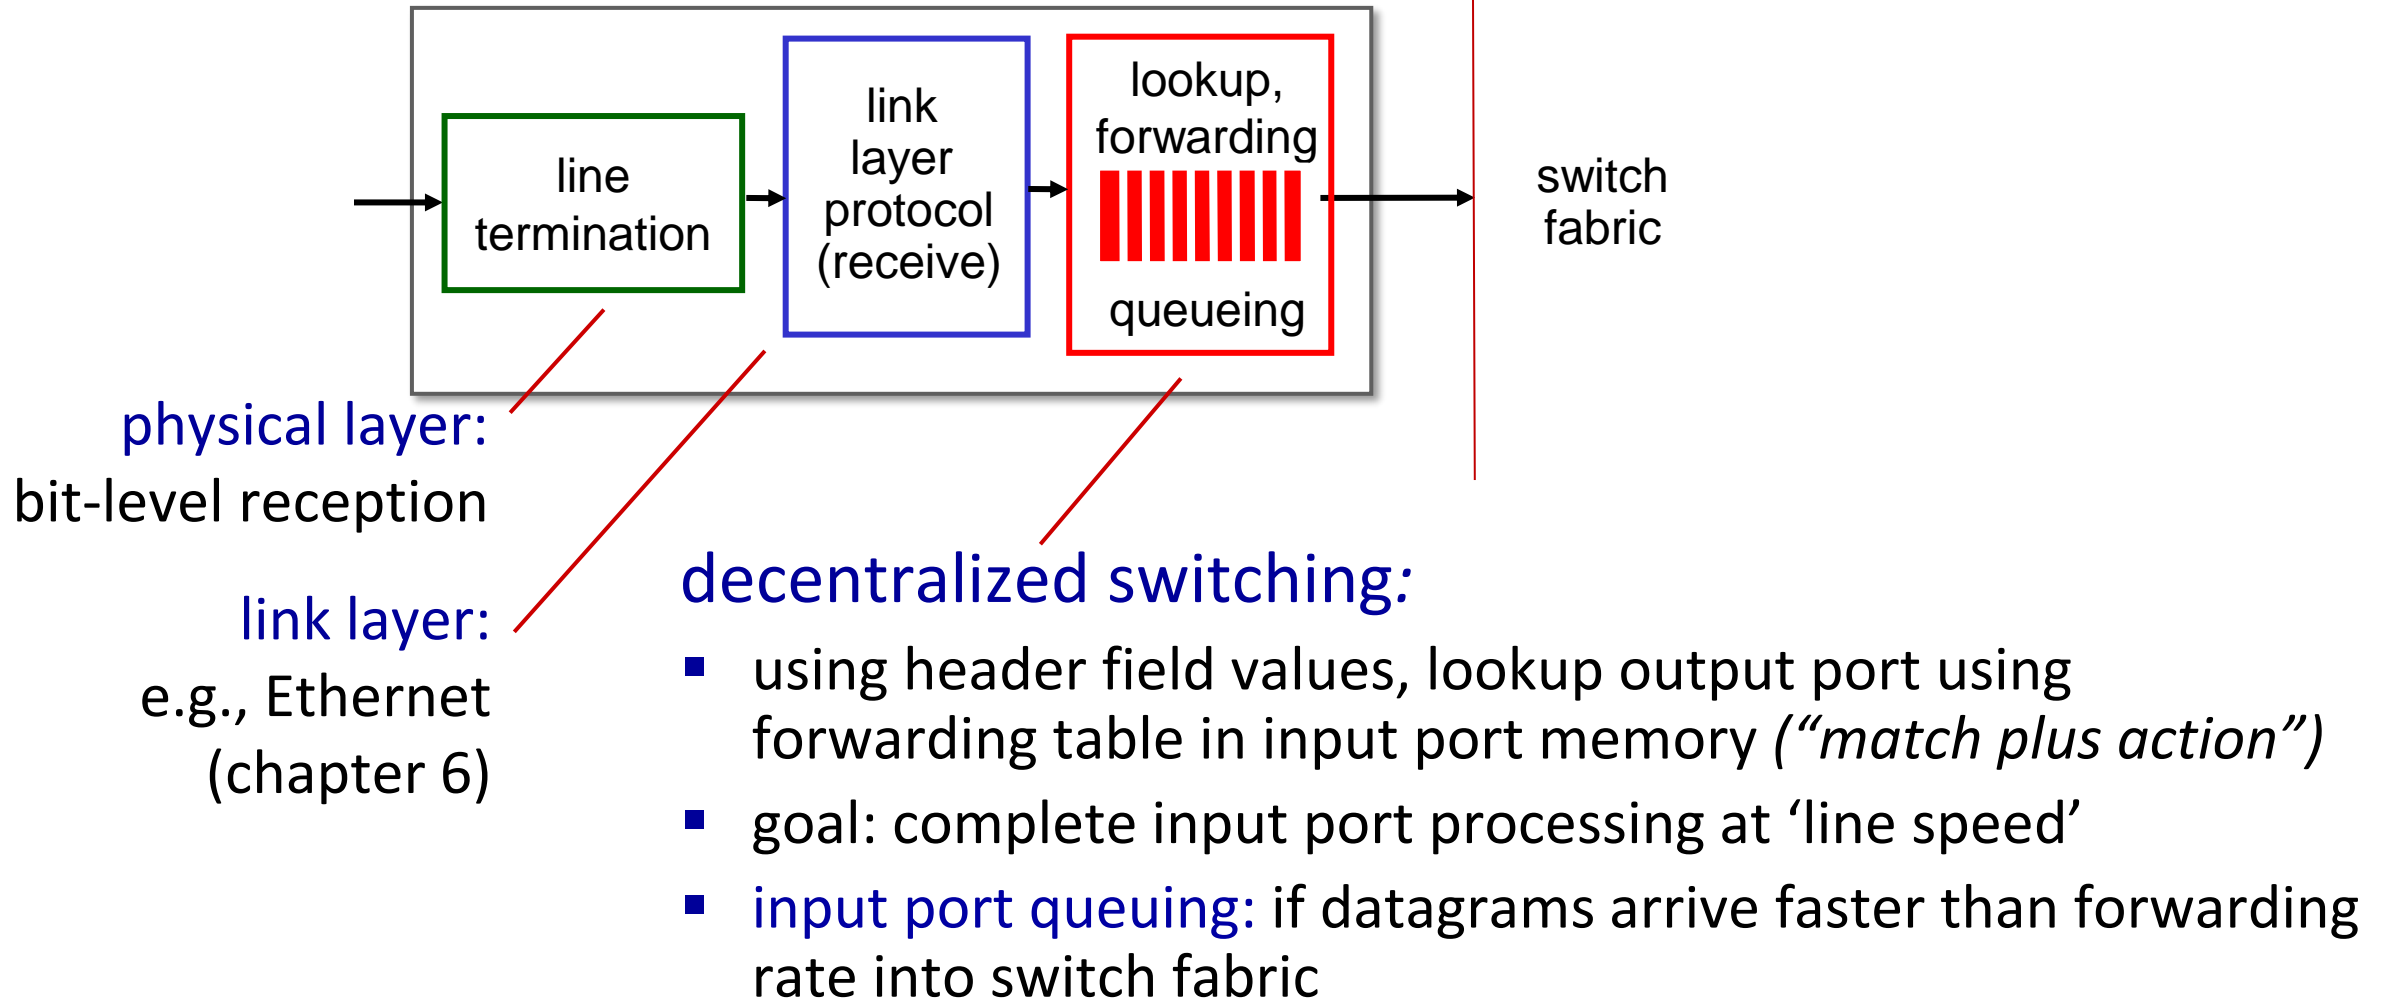 line
termination
link
layer
protocol
(receive)
lookup,
forwarding
queueing
switch
fabric
physical layer:
bit-level reception
link layer:
e.g., Ethernet
(chapter 6)
decentralized switching:
using header field values, lookup output port using
forwarding table in input port memory (“match plus action”)
goal: complete input port processing at ‘line speed’
input port queuing: if datagrams arrive faster than forwarding
rate into switch fabric